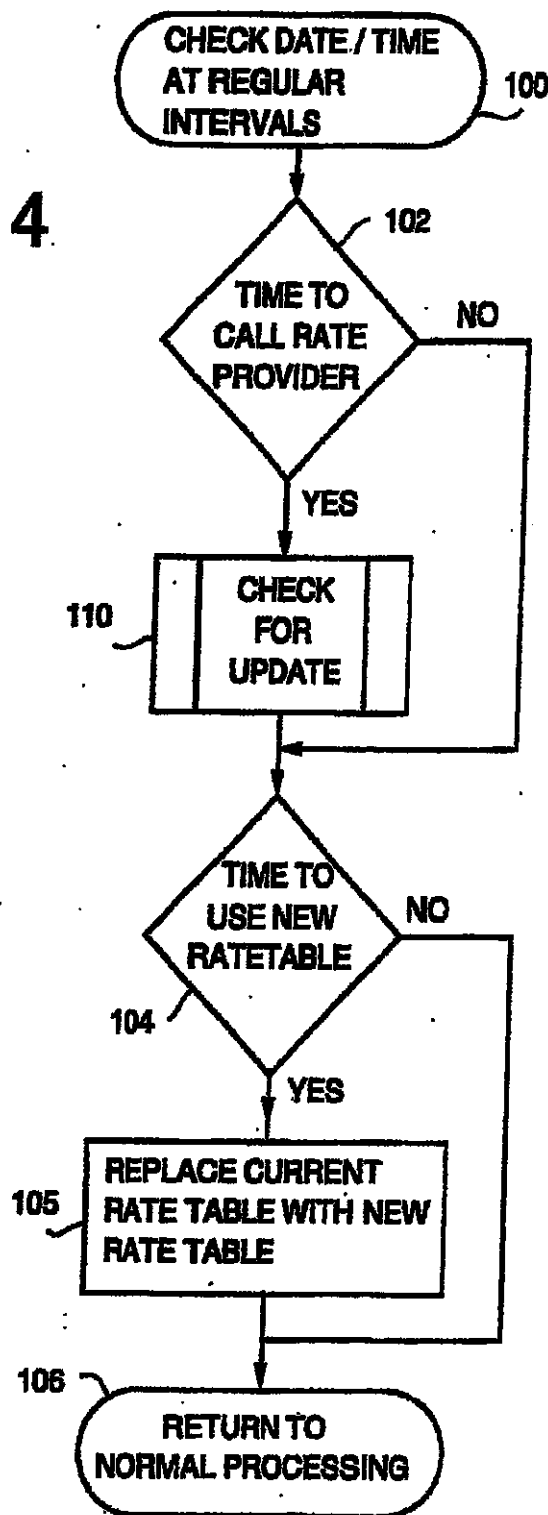 CHECK DATE / TIME
AT REGULAR
INTERVALS
100
4
102
TIME TO
CALL RATE
PROVIDER
NO
YES
110
CHECK
FOR
UPDATE
TIME TO
USE NEW
RATETABLE
NO
104
YES
105
REPLACE CURRENT
RATE TABLE WITH NEW
RATE TABLE
106
RETURN TO
NORMAL PROCESSING